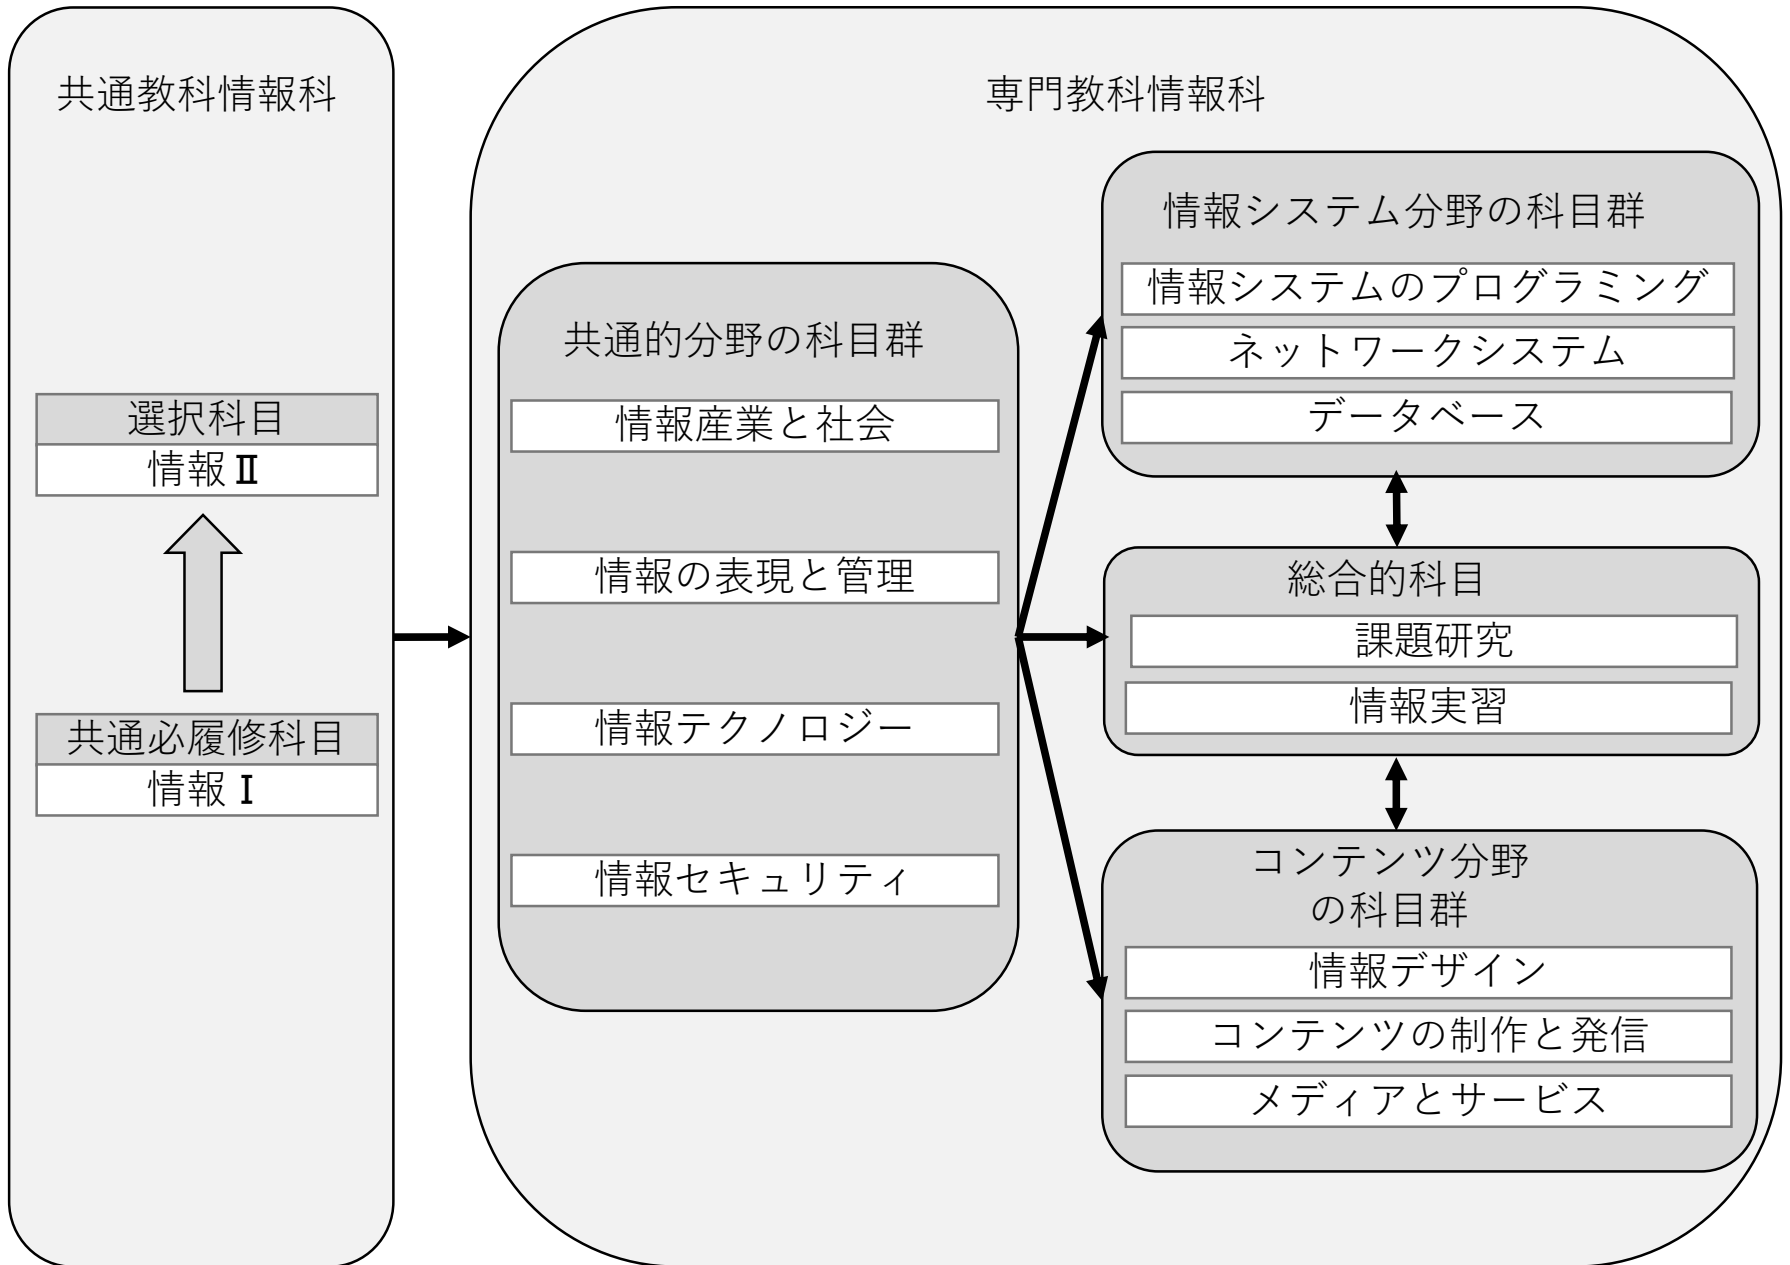 共通教科情報科
選択科目
情報Ⅱ
共通必履修科目
情報Ⅰ
専門教科情報科
共通的分野の科目群
情報産業と社会
情報の表現と管理
情報テクノロジー
情報セキュリティ
情報システム分野の科目群
情報システムのプログラミング
ネットワークシステム
データベース
総合的科目
課題研究
情報実習
コンテンツ分野
の科目群
情報デザイン
コンテンツの制作と発信
メディアとサービス